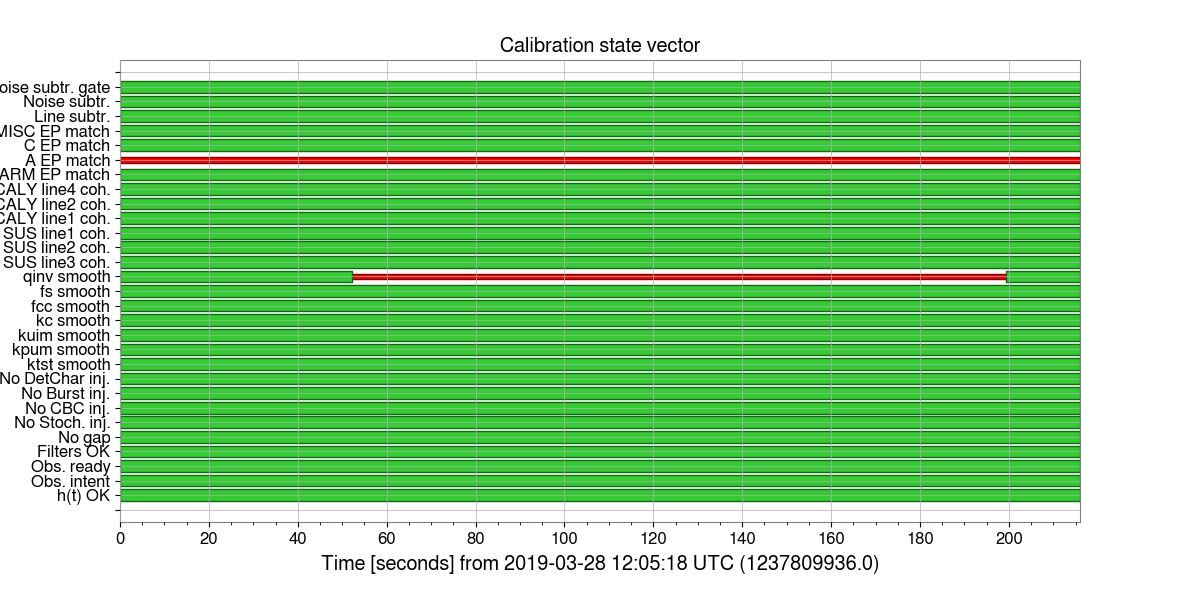 Calibration state vector
oise subtr. gate
Noise subtr.
Line subtr.
MISC EP match
C EP match
A EP match
ARM EP match
CALY line4 coh.
CALY line2 coh.
CALY line1 coh.
SUS line1 coh.
SUS line2 coh.
SUS line3 coh.
qinv smooth
fs smooth
fcc smooth
kc smooth
kuim smooth
kpum smooth
ktst smooth
No DetChar inj.
No Burst inj.
No CBC inj.
No Stoch. inj.
No gap
Filters OK
Obs. ready
Obs. intent
h(t) OK
0 20 40 60 80 100 120 140 160 180 200
Time [seconds] from 2019-03-28 12:05:18 UTC (1237809936.0)